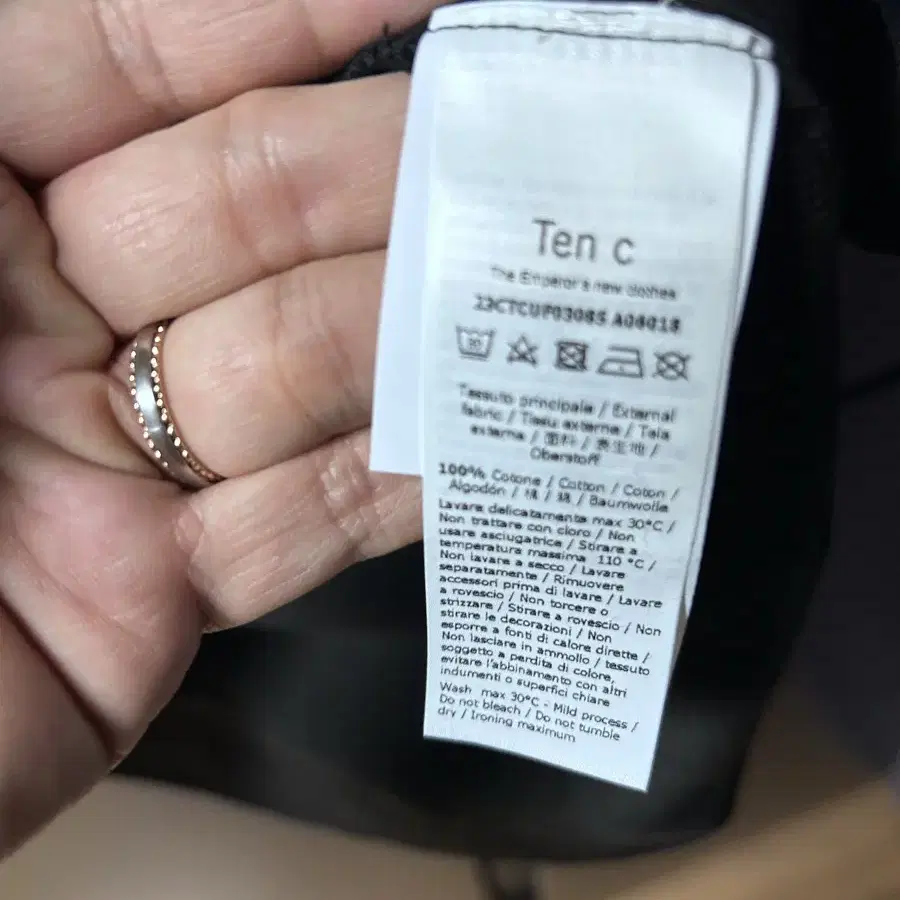 Ten c
The Emperor's new clothes
22CTCUF03085 A06018
30
Tessuto principale / External
fabric / Tissu externe / Tela
externa / 面料 / 表生地 /
Oberstoff
100% Cotone / Cotton / Coton /
Algodón / 棉 / 綿 / Baumwolle
Lavare delicatamente max 30°C /
Non trattare con cloro / Non
usare asciugatrice / Stirare a
temperatura massima 110 °C /
Non lavare a secco / Lavare
separatamente / Rimuovere
accessori prima di lavare / Lavare
a rovescio / Non torcere o
strizzare / Stirare a rovescio / Non
stirare le decorazioni / Non
esporre a fonti di calore dirette /
Non lasciare in ammollo / tessuto
soggetto a perdita di colore,
evitare l'abbinamento con altri
indumenti o superfici chiare
Wash max 30°C - Mild process /
Do not bleach / Do not tumble
dry / Ironing maximum